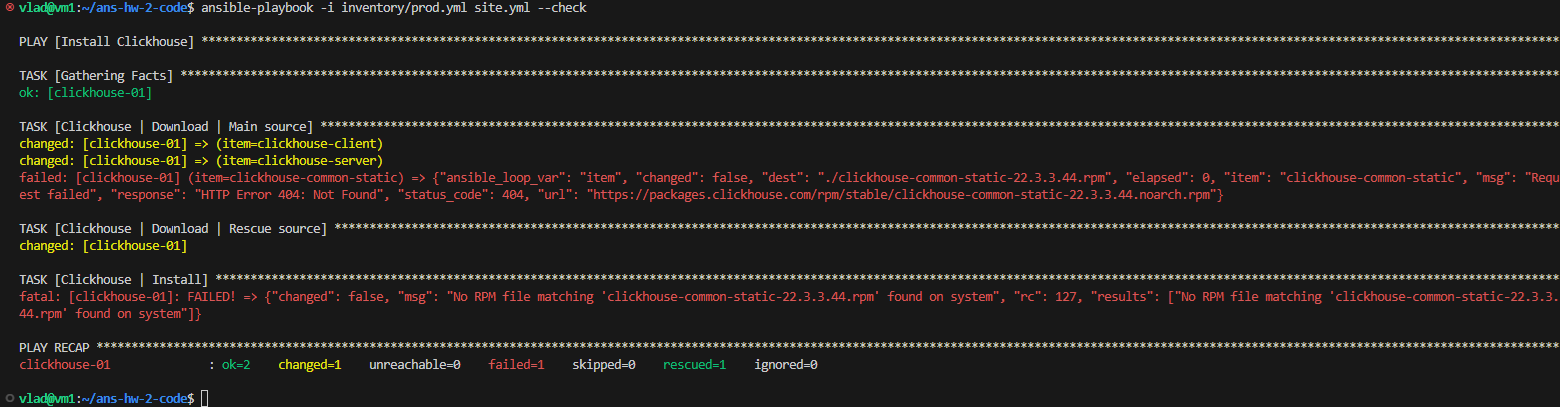 vlad@vm1:~/ans-hw-2-code$ ansible-playbook -i inventory/prod.yml site.yml --check
PLAY [Install Clickhouse] ****************************************************************************************************************************************************************************************************
TASK [Gathering Facts] *******************************************************************************************************************************************************************************************************
ok: [clickhouse-01]
TASK [Clickhouse | Download | Main source] ***********************************************************************************************************************************************************************************
changed: [clickhouse-01] => (item=clickhouse-client)
changed: [clickhouse-01] => (item=clickhouse-server)
failed: [clickhouse-01] (item=clickhouse-common-static) => {"ansible_loop_var": "item", "changed": false, "dest": "./clickhouse-common-static-22.3.3.44.rpm", "elapsed": 0, "item": "clickhouse-common-static", "msg": "Requ
est failed", "response": "HTTP Error 404: Not Found", "status_code": 404, "url": "https://packages.clickhouse.com/rpm/stable/clickhouse-common-static-22.3.3.44.noarch.rpm"}
TASK [Clickhouse | Download | Rescue source] *********************************************************************************************************************************************************************************
changed: [clickhouse-01]
TASK [Clickhouse | Install] **************************************************************************************************************************************************************************************************
fatal: [clickhouse-01]: FAILED! => {"changed": false, "msg": "No RPM file matching 'clickhouse-common-static-22.3.3.44.rpm' found on system", "rc": 127, "results": ["No RPM file matching 'clickhouse-common-static-22.3.3.
44.rpm' found on system"]}
PLAY RECAP *******************************************************************************************************************************************************************************************************************
clickhouse-01 : ok=2 changed=1 unreachable=0 failed=1 skipped=0 rescued=1 ignored=0
vlad@vm1:~/ans-hw-2-code$